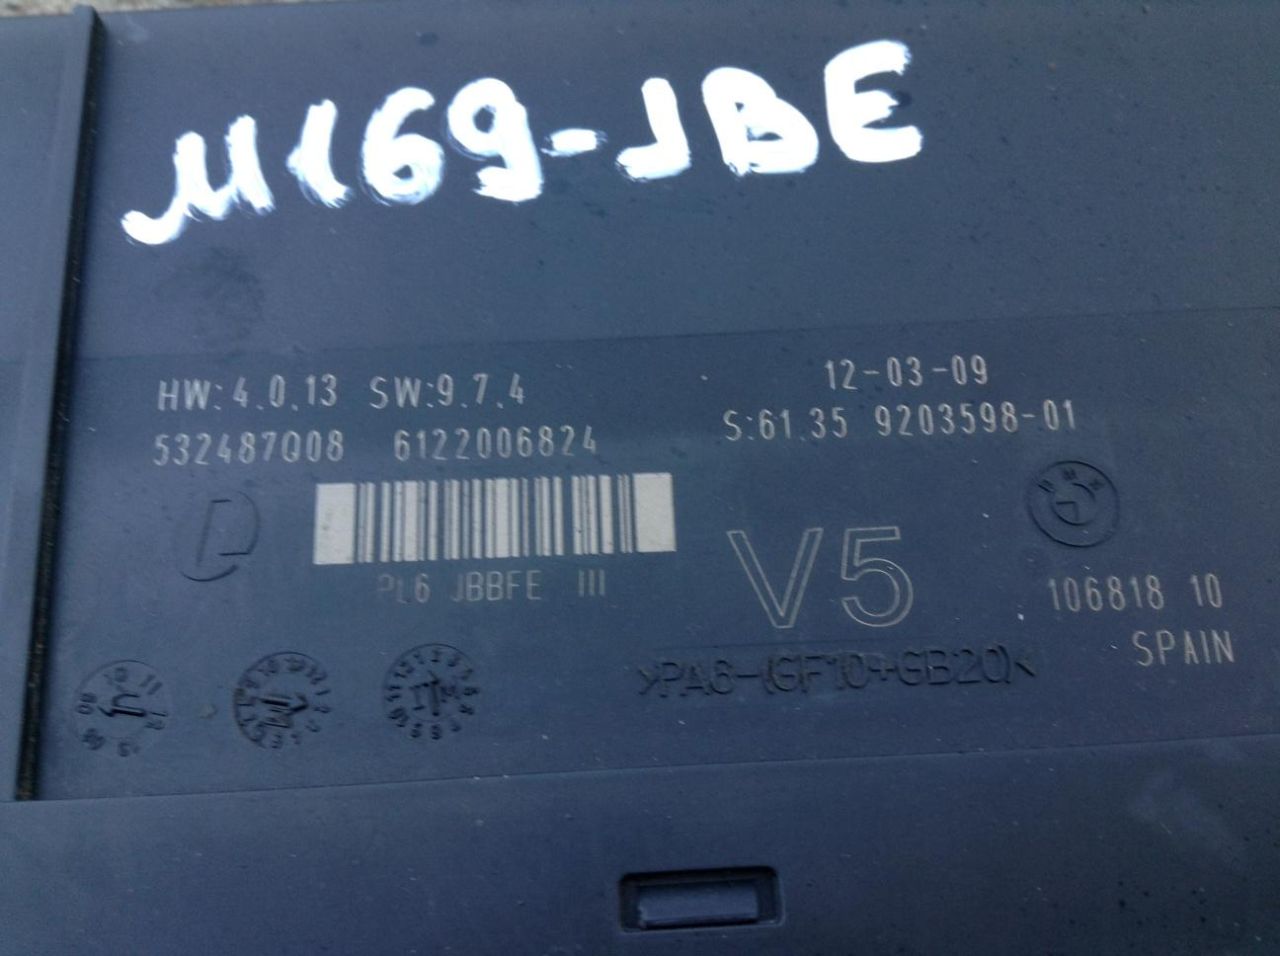 M169-JBE
HW:4.0.13 SW:9.7.4
12-03-09
532487Q08 6122006824
S:61.35 9203598-01
BMW
PL6 JBBFE III
V5
106818 10
SPAIN
>PA6-(GF10+GB20)<